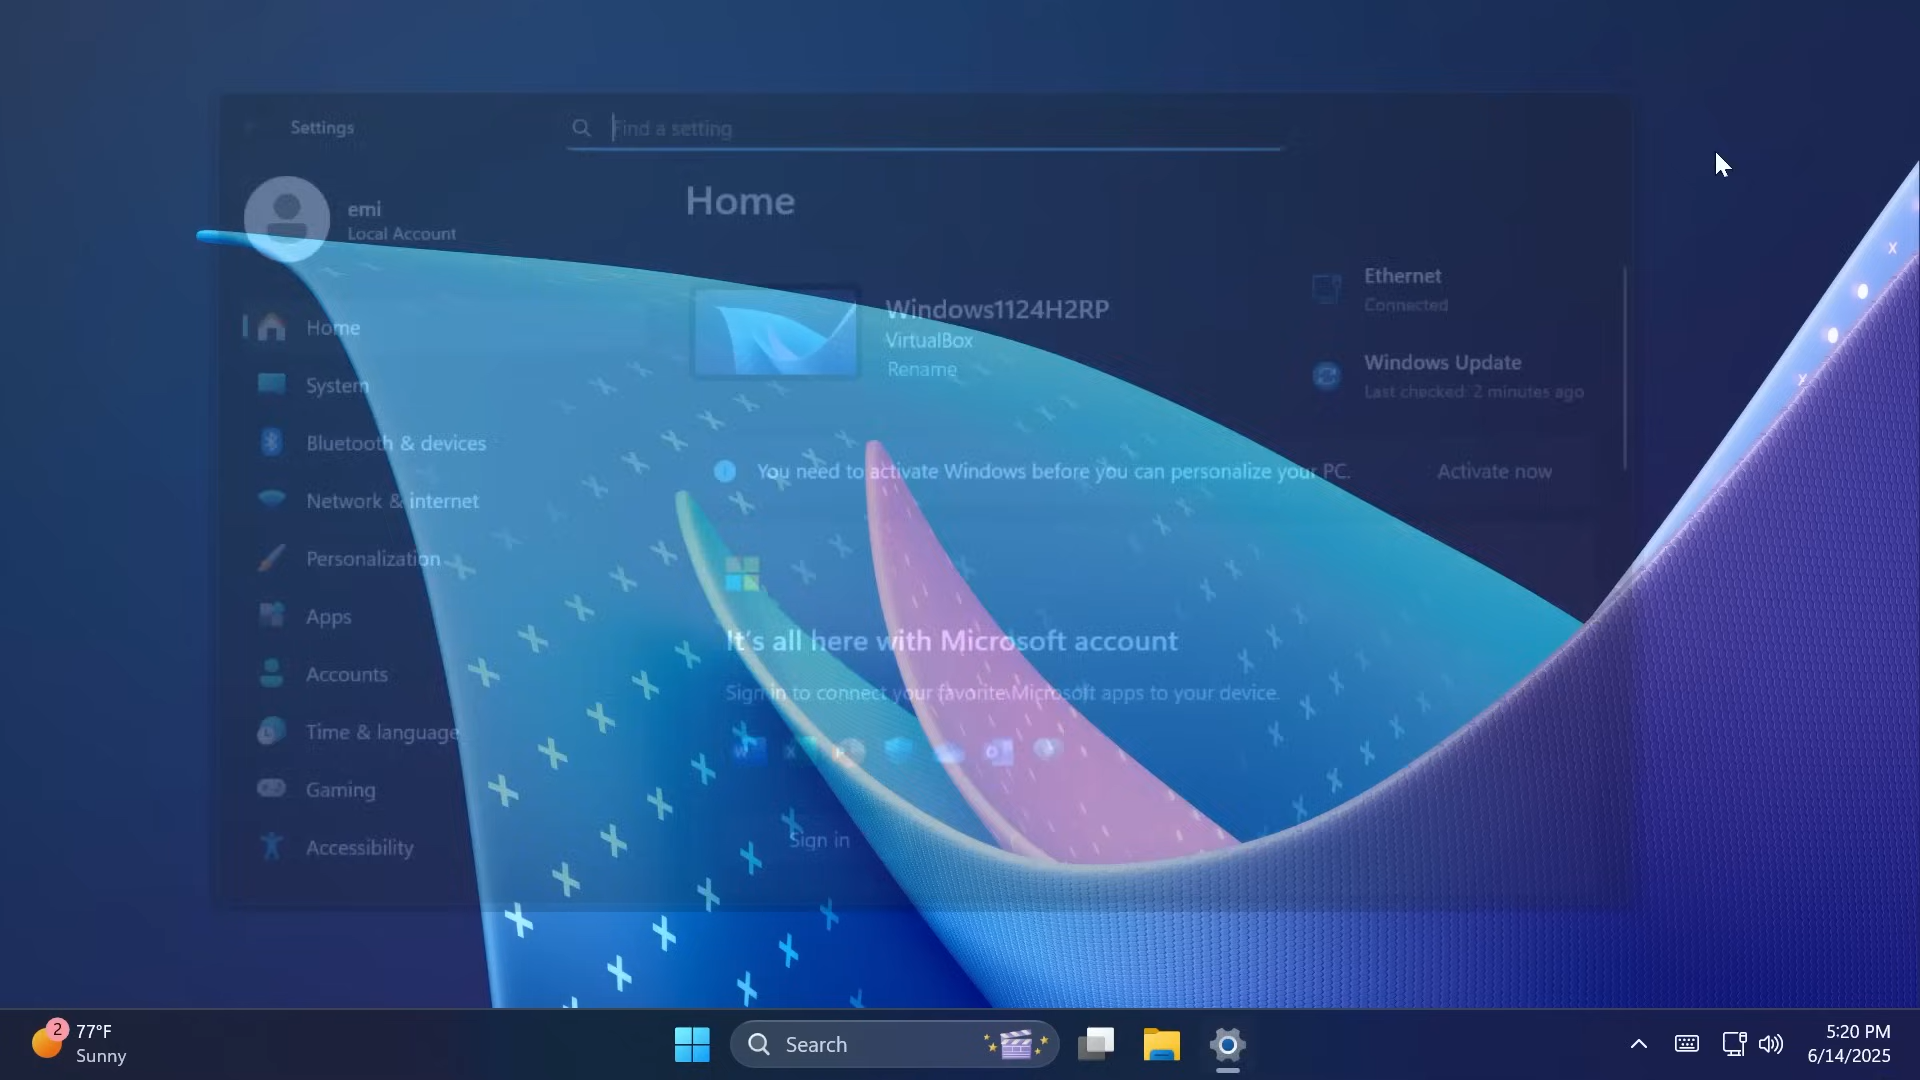 Settings
Find a setting
emi
Local Account
Home
System
Bluetooth & devices
Network & internet
Personalization
Apps
Accounts
Time & language
Gaming
Accessibility
Home
Windows1124H2RP
VirtualBox
Rename
Ethernet
Connected
Windows Update
Last checked: 2 minutes ago
You need to activate Windows before you can personalize your PC.
Activate now
It's all here with Microsoft account
Sign in to connect your favorite Microsoft apps to your device.
Sign in
2
77°F
Sunny
Search
5:20 PM
6/14/2025